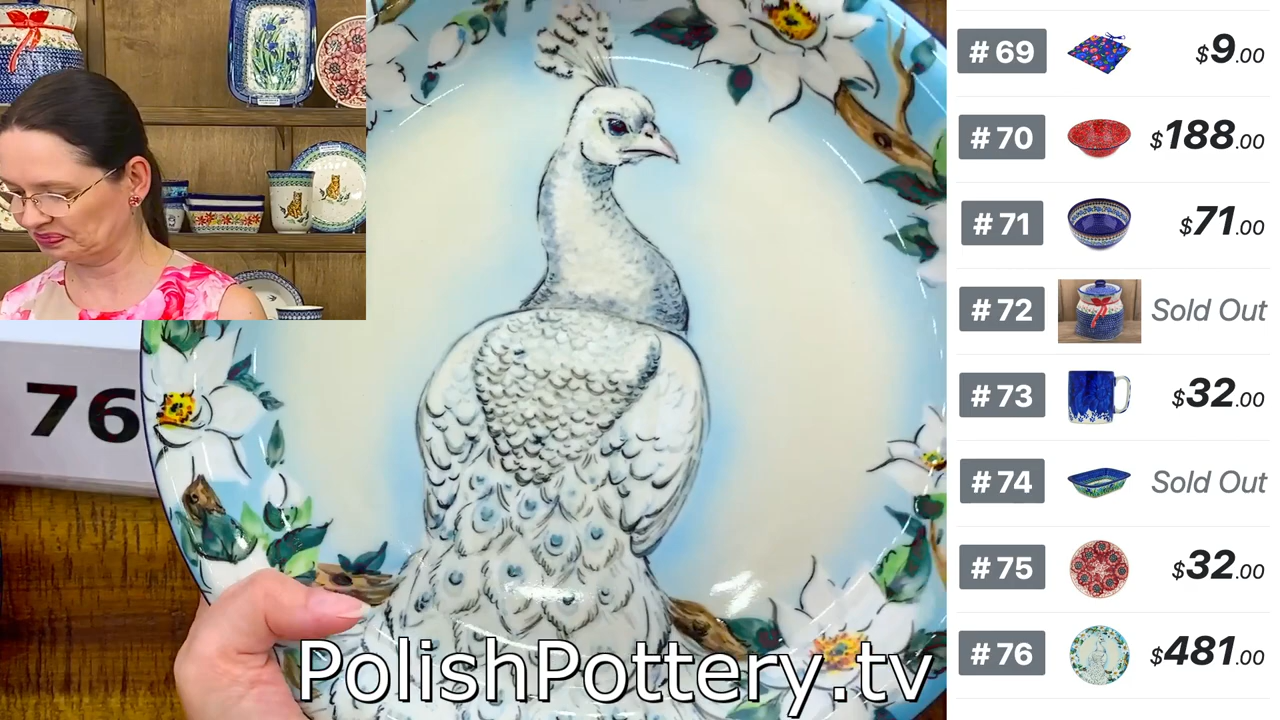 76
PolishPottery.tv
# 69 $9.00
# 70 $188.00
# 71 $71.00
# 72 Sold Out
# 73 $32.00
# 74 Sold Out
# 75 $32.00
# 76 $481.00